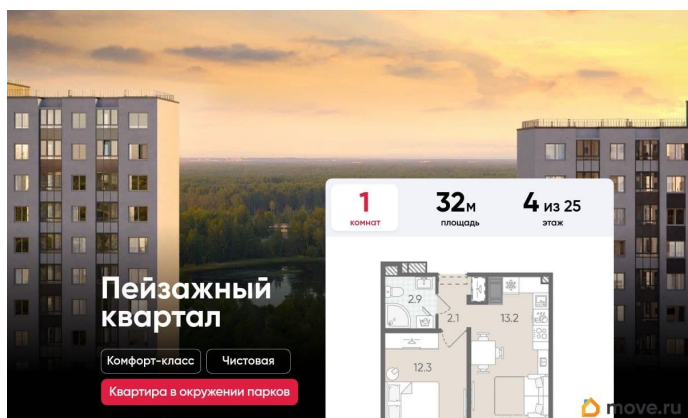 1
комнат
32м
площадь
4 из 25
этаж
Пейзажный
квартал
Комфорт-класс
Чистовая
Квартира в окружении парков
2.9
2.1
13.2
12.3
move.ru